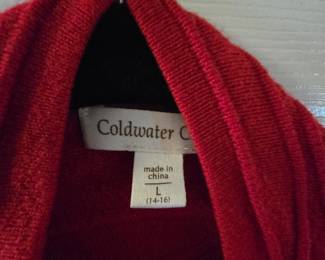 Coldwater C
made in
china
L
(14-16)